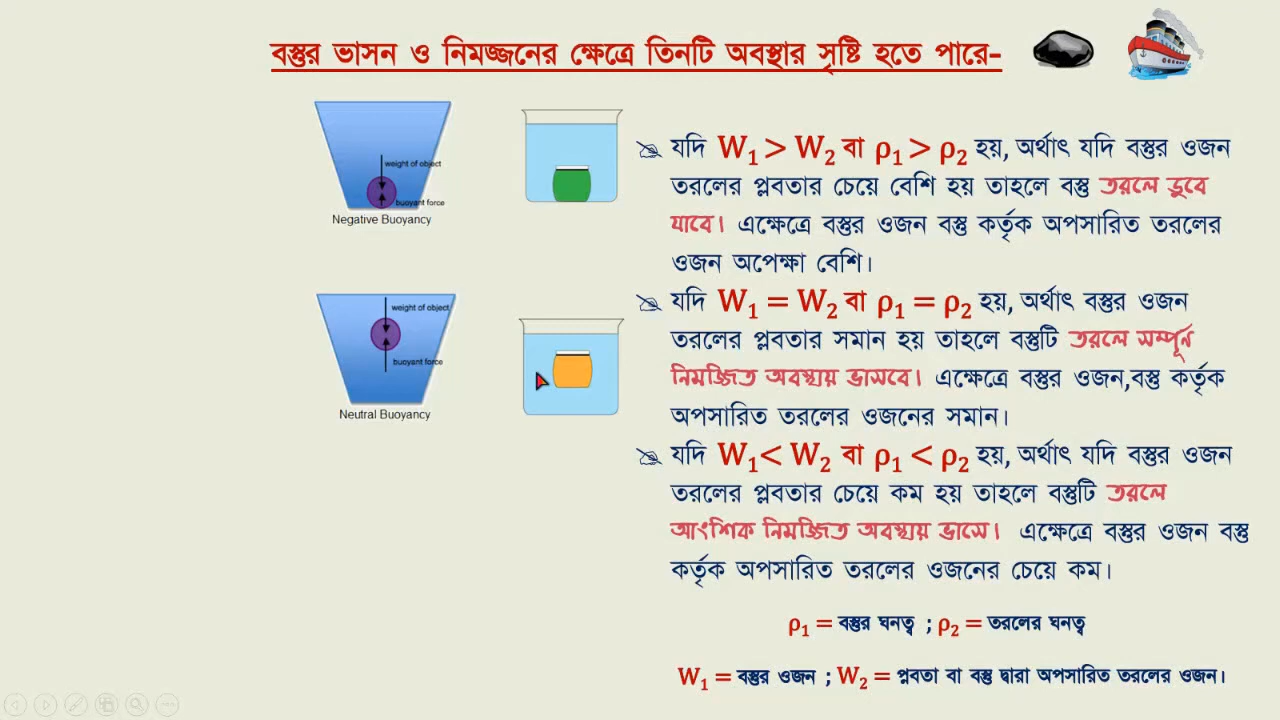 বস্তুর ভাসন ও নিমজ্জনের ক্ষেত্রে তিনটি অবস্থার সৃষ্টি হতে পারে-
weight of object
buoyant force
Negative Buoyancy
যদি W₁ > W₂ বা ρ₁ > ρ₂ হয়, অর্থাৎ যদি বস্তুর ওজন
তরলের প্লবতার চেয়ে বেশি হয় তাহলে বস্তু তরলে ডুবে
যাবে। এক্ষেত্রে বস্তুর ওজন বস্তু কর্তৃক অপসারিত তরলের
ওজন অপেক্ষা বেশি।
weight of object
buoyant force
Neutral Buoyancy
যদি W₁ = W₂ বা ρ₁ = ρ₂ হয়, অর্থাৎ বস্তুর ওজন
তরলের প্লবতার সমান হয় তাহলে বস্তুটি তরলে সম্পূর্ন
নিমজ্জিত অবস্থায় ভাসবে। এক্ষেত্রে বস্তুর ওজন,বস্তু কর্তৃক
অপসারিত তরলের ওজনের সমান।
যদি W₁< W₂ বা ρ₁ < ρ₂ হয়, অর্থাৎ যদি বস্তুর ওজন
তরলের প্লবতার চেয়ে কম হয় তাহলে বস্তুটি তরলে
আংশিক নিমজ্জিত অবস্থায় ভাসে। এক্ষেত্রে বস্তুর ওজন বস্তু
কর্তৃক অপসারিত তরলের ওজনের চেয়ে কম।
ρ₁ = বস্তুর ঘনত্ব ; ρ₂ = তরলের ঘনত্ব
W₁ = বস্তুর ওজন ; W₂ = প্লবতা বা বস্তু দ্বারা অপসারিত তরলের ওজন।